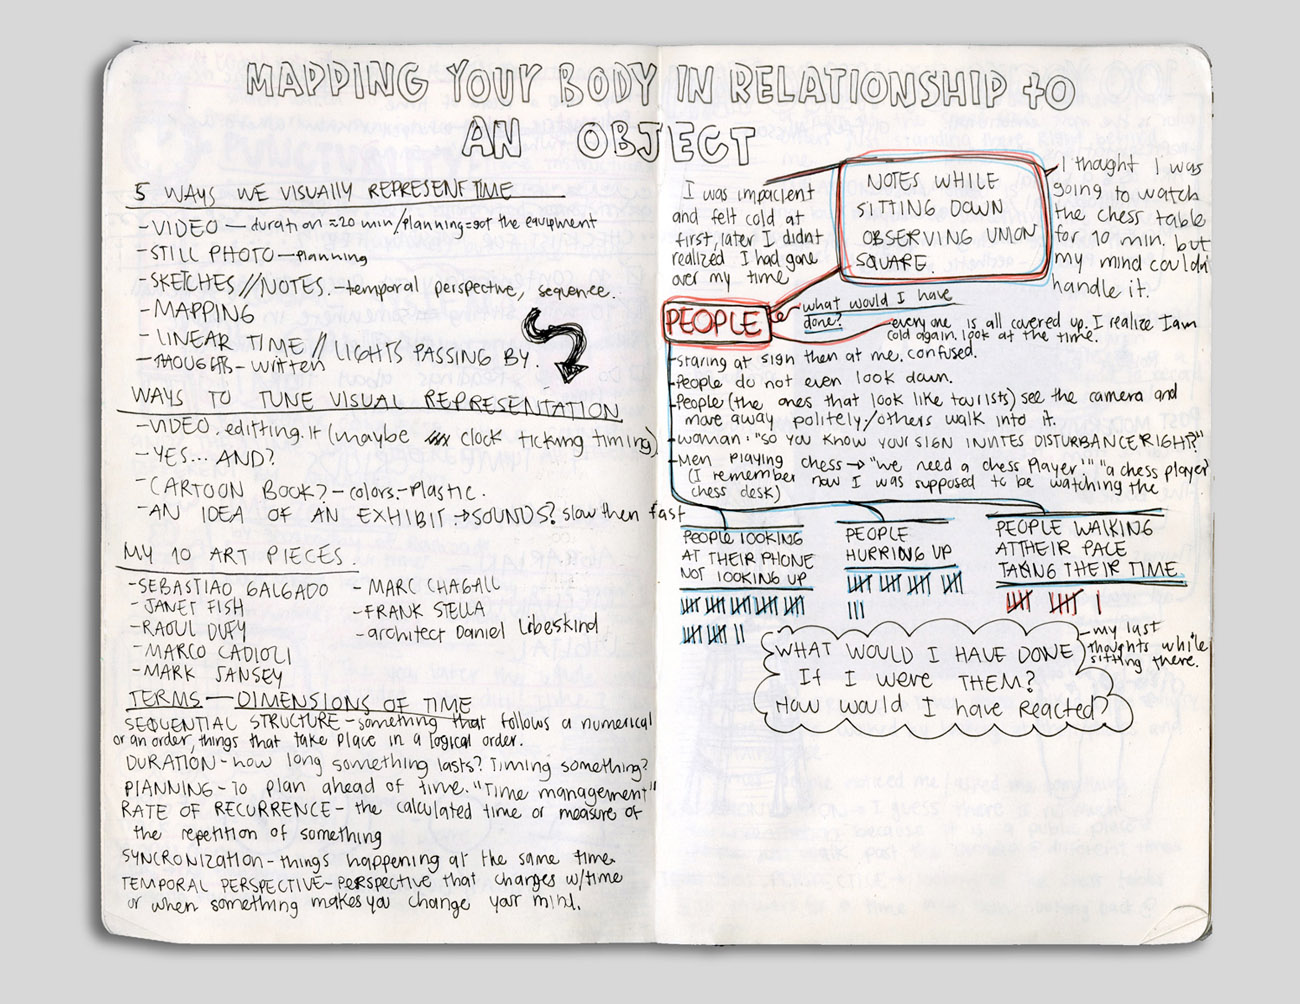 MAPPING YOUR BODY IN RELATIONSHIP to
AN OBJECT
5 WAYS WE VISUALLY REPRESENT TIME
-VIDEO - duration ≈20 min/planning=got the equipment
-STILL PHOTO - planning
-SKETCHES//NOTES.-temporal perspective, sequence.
-MAPPING
- LINEAR TIME // LIGHTS PASSING BY.
-THOUGHTS- written
WAYS TO TUNE VISUAL REPRESENTATION
-VIDEO. editting. it (maybe clock ticking timing)
-YES... AND?
-CARTOON BOOK? -colors.-Plastic.
-AN IDEA OF AN EXHIBIT → SOUNDS? slow then fast
MY 10 ART PIECES
-SEBASTIAO GALGADO
-JANET FISH
-RAOUL DUFY
-MARCO CADIOLI
-MARK SANSEY
- MARC CHAGALL
-FRANK STELLA
-architect Daniel Libeskind
TERMS - DIMENSIONS OF TIME
SEQUENTIAL STRUCTURE - something that follows a numerical
or an order, things that take place in a logical order.
DURATION - how long something lasts? Timing something?
PLANNING - To plan ahead of time. "Time management"
RATE OF RECURRENCE - the calculated time or measure of
the repetition of something
SYNCRONIZATION - things happening at the same time.
TEMPORAL PERSPECTIVE - perspective that changes w/time
or when something makes you change your mind.
I was impacient
and felt cold at
first, later I didnt
realized I had gone
over my time
NOTES WHILE
SITTING DOWN
OBSERVING UNION
SQUARE.
I thought I was
going to watch
the chess table
for 10 min. but
my mind couldn
handle it.
PEOPLE
what would I have
done?
everyone is all covered up. I realize I am
cold again. look at the time.
-staring at sign then at me. confused.
-People do not even look down.
-People (the ones that look like tourists) see the camera and
move away politely/others walk into it.
-woman: "SO YOU KNOW YOUR SIGN INVITES DISTURBANCE RIGHT?"
-Men playing chess → "we need a chess player!" "a chess player"
(I remember now I was supposed to be watching the
chess desk)
PEOPLE LOOKING
AT THEIR PHONE
NOT LOOKING UP
PEOPLE
HURRING UP
PEOPLE WALKING
AT THEIR PACE
TAKING THEIR TIME
WHAT WOULD I HAVE DONE
If I were THEM?
How would I have Reacted?
-my last
thoughts while
sitting there.